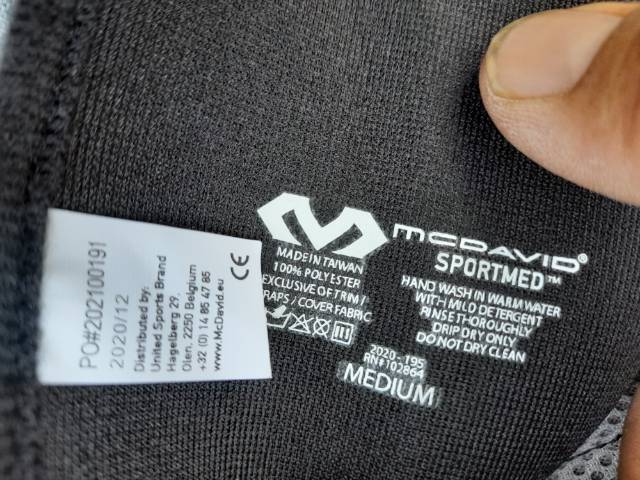 PO#202100191
2020/12
Distributed by:
United Sports Brand
Hagelberg 29.
Olen, 2250 Belgium
+32 (0) 14 85 47 85
www.McDavid.eu
CE
McDAVID®
SPORTMED™
MADE IN TAIWAN
100% POLYESTER
EXCLUSIVE OF TRIM /
RAPS / COVER FABRIC
HAND WASH IN WARM WATER
WITH MILD DETERGENT
RINSE THOROUGHLY
DRIP DRY ONLY
DO NOT DRY CLEAN
2020-195
RN#102864
MEDIUM